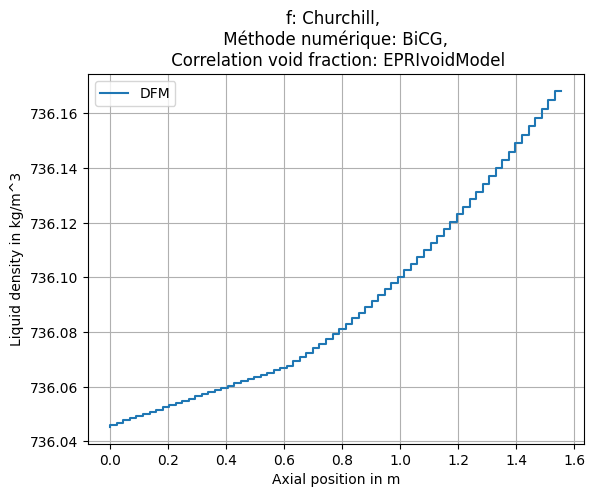 f: Churchill,
Méthode numérique: BiCG,
Correlation void fraction: EPRIvoidModel
DFM
Liquid density in kg/m^3
736.16
736.14
736.12
736.10
736.08
736.06
736.04
0.0 0.2 0.4 0.6 0.8 1.0 1.2 1.4 1.6
Axial position in m